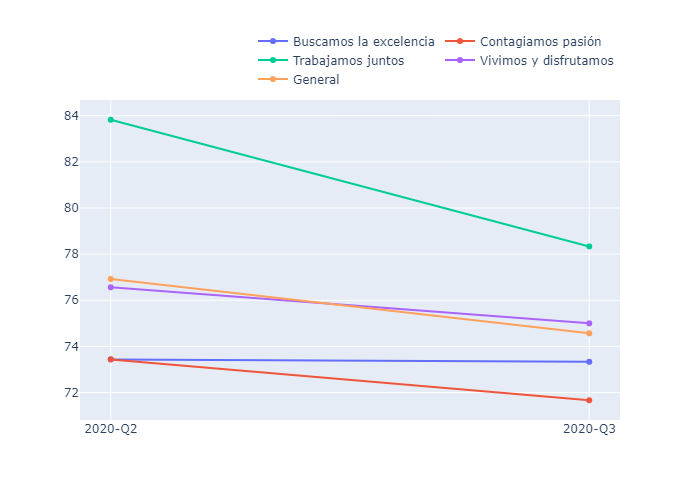 Buscamos la excelencia Contagiamos pasión
Trabajamos juntos Vivimos y disfrutamos
General
84
82
80
78
76
74
72
2020-Q2 2020-Q3